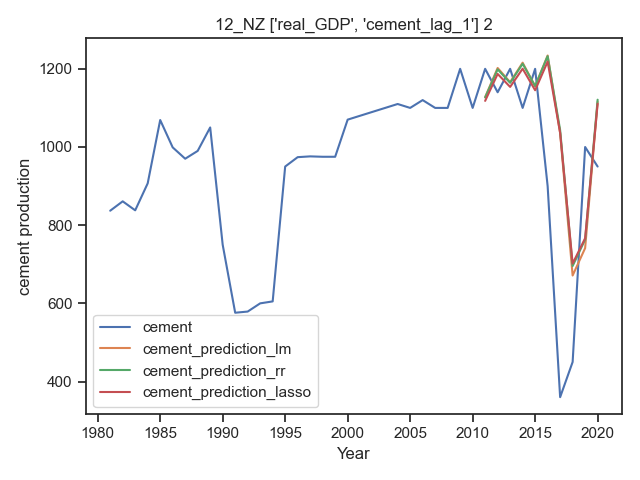 12_NZ ['real_GDP', 'cement_lag_1'] 2
1200
1000
800
600
400
cement production
cement
cement_prediction_lm
cement_prediction_rr
cement_prediction_lasso
1980 1985 1990 1995 2000 2005 2010 2015 2020
Year